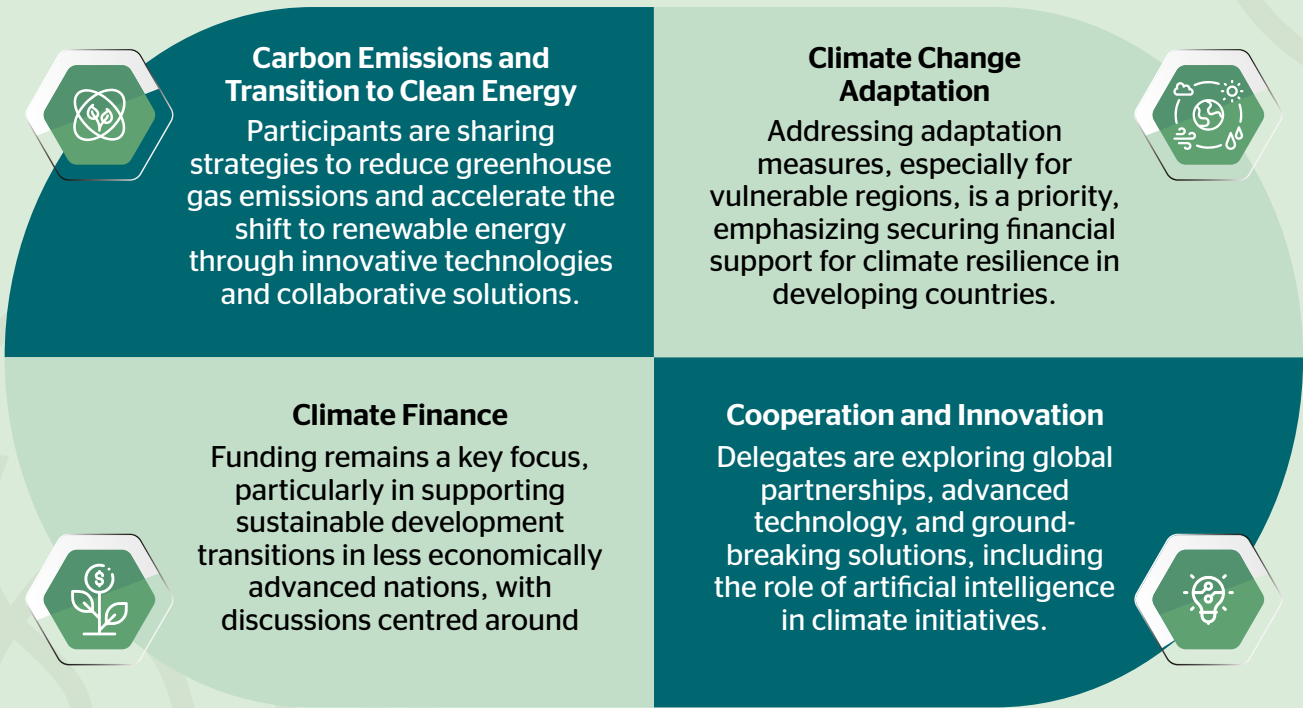 Carbon Emissions and
Transition to Clean Energy
Participants are sharing
strategies to reduce greenhouse
gas emissions and accelerate the
shift to renewable energy
through innovative technologies
and collaborative solutions.
Climate Change
Adaptation
Addressing adaptation
measures, especially for
vulnerable regions, is a priority,
emphasizing securing financial
support for climate resilience in
developing countries.
Climate Finance
Funding remains a key focus,
particularly in supporting
sustainable development
transitions in less economically
advanced nations, with
discussions centred around
Cooperation and Innovation
Delegates are exploring global
partnerships, advanced
technology, and ground-
breaking solutions, including
the role of artificial intelligence
in climate initiatives.
$